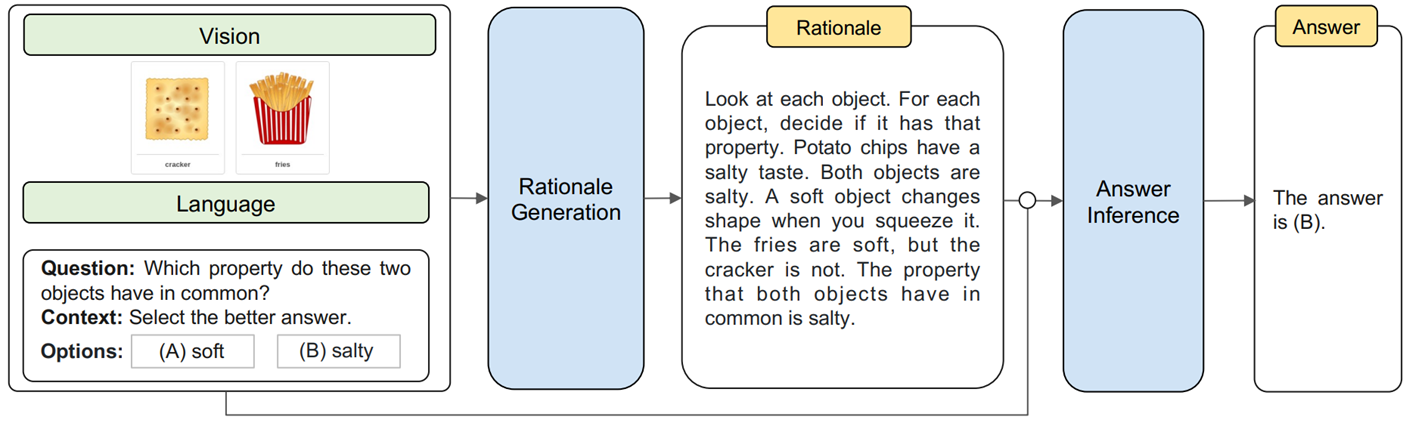 Vision
cracker
fries
Language
Question: Which property do these two
objects have in common?
Context: Select the better answer.
Options: (A) soft (B) salty
Rationale
Generation
Rationale
Look at each object. For each
object, decide if it has that
property. Potato chips have a
salty taste. Both objects are
salty. A soft object changes
shape when you squeeze it.
The fries are soft, but the
cracker is not. The property
that both objects have in
common is salty.
Answer
Inference
Answer
The answer
is (B).